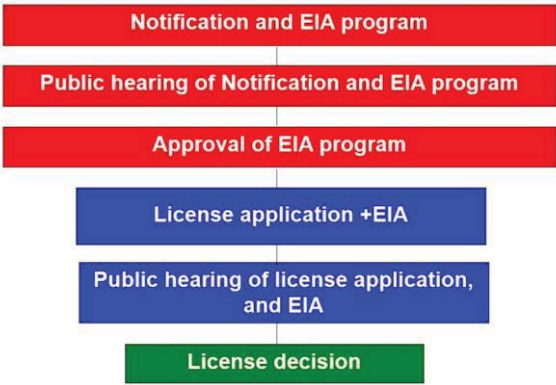 Notification and EIA program
Public hearing of Notification and EIA program
Approval of EIA program
License application +EIA
Public hearing of license application,
and EIA
License decision